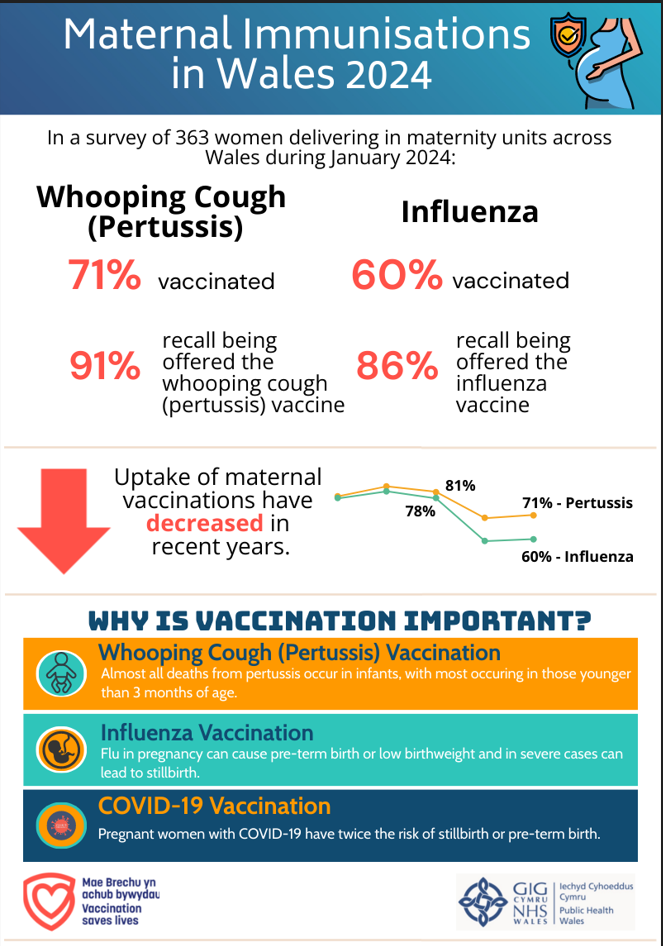 Maternal Immunisations
in Wales 2024
In a survey of 363 women delivering in maternity units across
Wales during January 2024:
Whooping Cough
(Pertussis)
71% vaccinated
91% recall being
offered the
whooping cough
(pertussis) vaccine
Influenza
60% vaccinated
86% recall being
offered the
influenza
vaccine
Uptake of maternal
vaccinations have
decreased in
recent years.
81%
78%
71% - Pertussis
60% - Influenza
WHY IS VACCINATION IMPORTANT?
Whooping Cough (Pertussis) Vaccination
Almost all deaths from pertussis occur in infants, with most occuring in those younger
than 3 months of age.
Influenza Vaccination
Flu in pregnancy can cause pre-term birth or low birthweight and in severe cases can
lead to stillbirth.
COVID-19 Vaccination
Pregnant women with COVID-19 have twice the risk of stillbirth or pre-term birth.
Mae Brechu yn
achub bywydau
Vaccination
saves lives
GIG
CYMRU
NHS
WALES
Iechyd Cyhoeddus
Cymru
Public Health
Wales